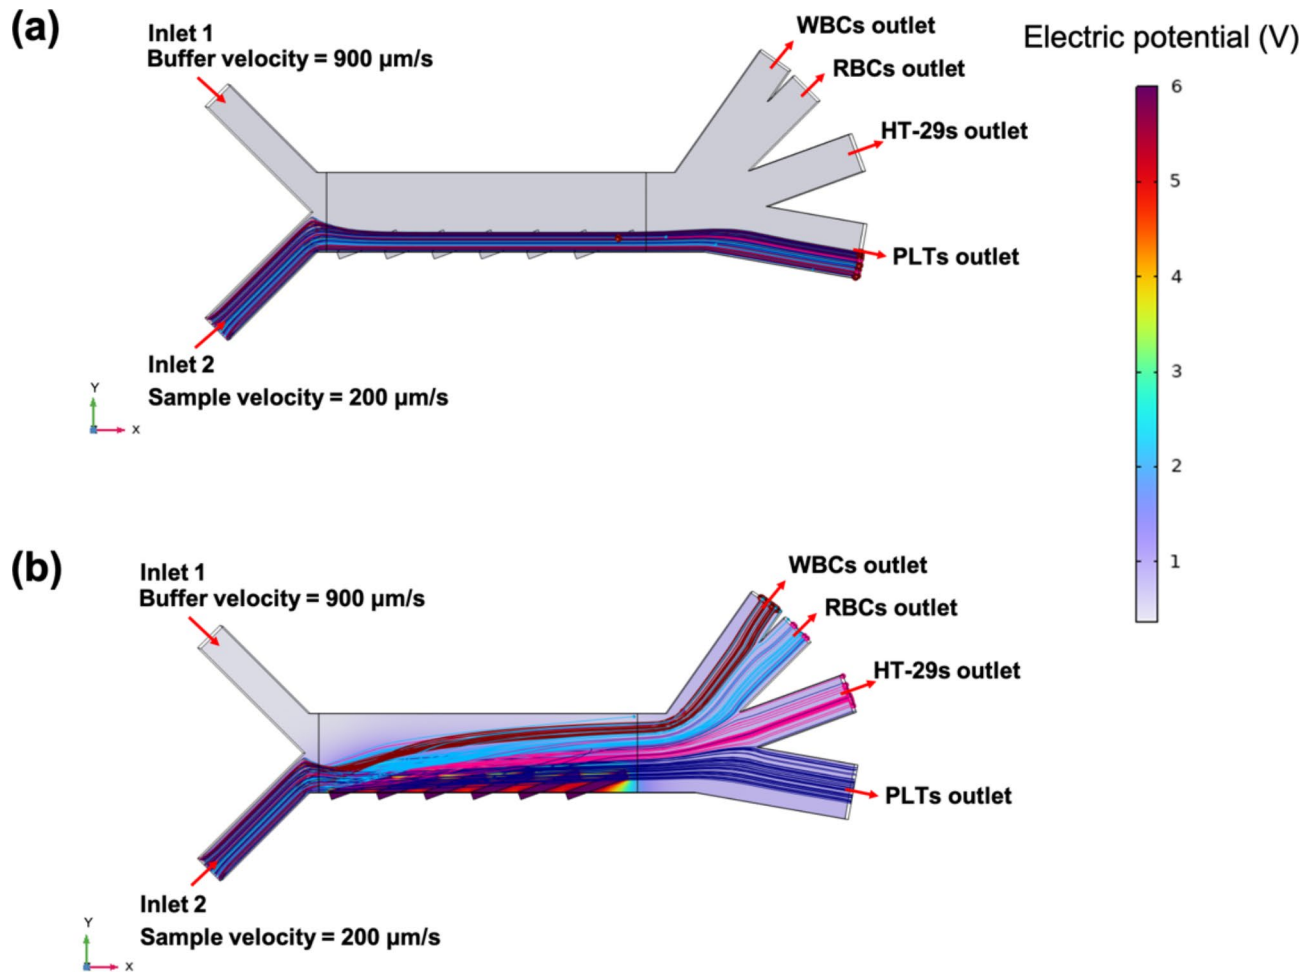 (a)
Inlet 1
Buffer velocity = 900 µm/s
WBCs outlet
RBCs outlet
HT-29s outlet
PLTs outlet
Inlet 2
Sample velocity = 200 µm/s
Y
X
Electric potential (V)
6
5
4
3
2
1
(b)
Inlet 1
Buffer velocity = 900 µm/s
WBCs outlet
RBCs outlet
HT-29s outlet
PLTs outlet
Inlet 2
Sample velocity = 200 µm/s
Y
X